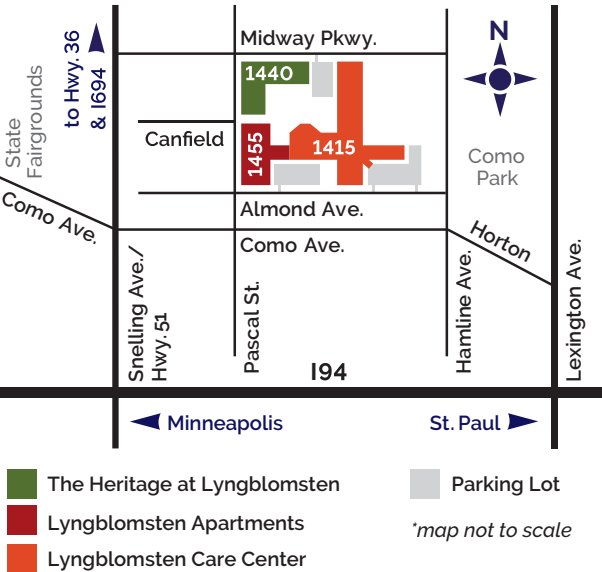 N
Midway Pkwy.
to Hwy. 36
& I694
State
Fairgrounds
1440
Canfield
1455
1415
Como
Park
Como Ave.
Almond Ave.
Como Ave.
Horton
Snelling Ave./
Hwy. 51
Pascal St.
Hamline Ave.
Lexington Ave.
I94
Minneapolis
St. Paul
The Heritage at Lyngblomsten
Parking Lot
Lyngblomsten Apartments
*map not to scale
Lyngblomsten Care Center